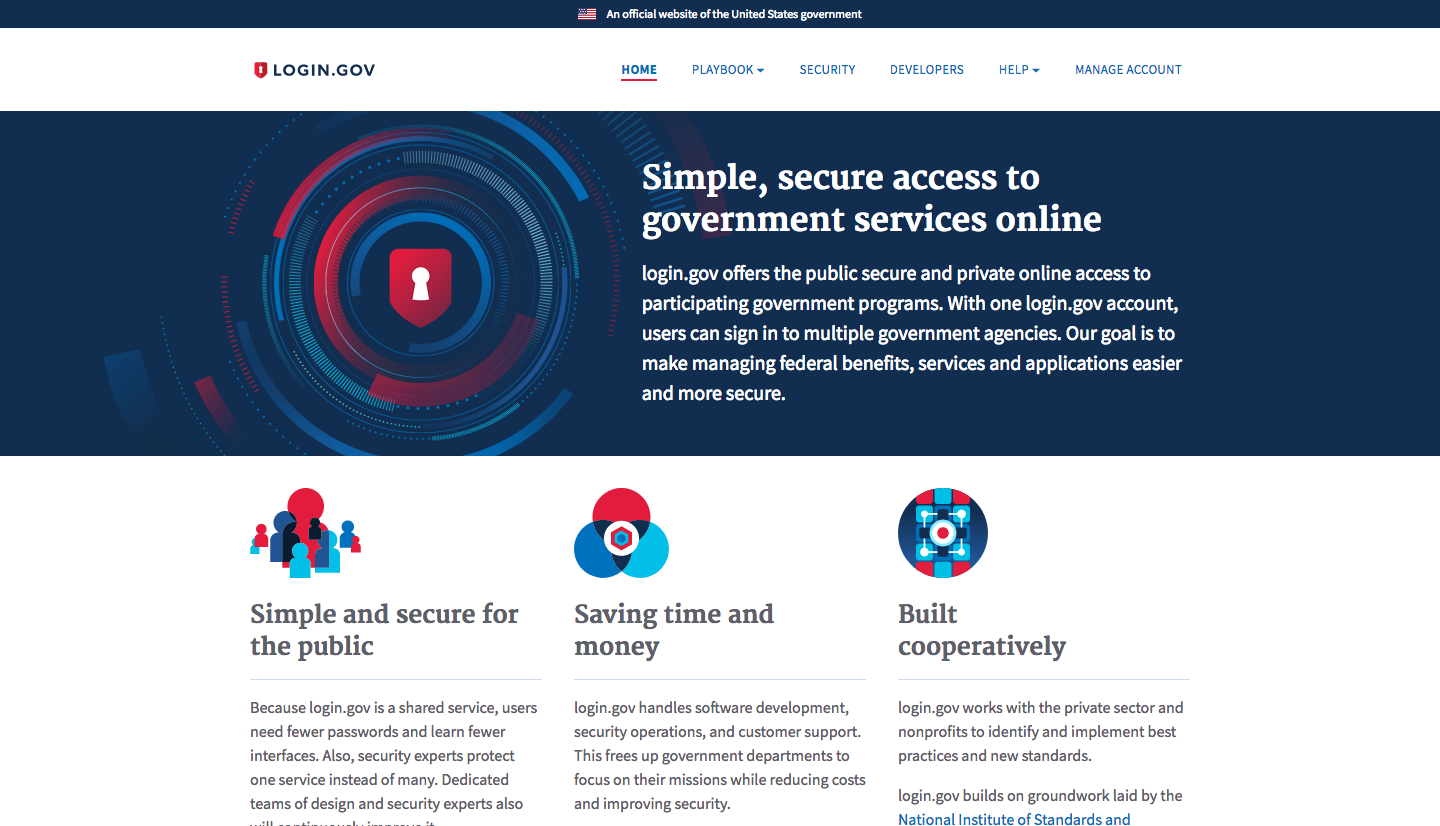 An official website of the United States government
LOGIN.GOV
HOME PLAYBOOK SECURITY DEVELOPERS HELP MANAGE ACCOUNT
Simple, secure access to
government services online
login.gov offers the public secure and private online access to
participating government programs. With one login.gov account,
users can sign in to multiple government agencies. Our goal is to
make managing federal benefits, services and applications easier
and more secure.
Simple and secure for
the public
Because login.gov is a shared service, users
need fewer passwords and learn fewer
interfaces. Also, security experts protect
one service instead of many. Dedicated
teams of design and security experts also
will continuously improve it.
Saving time and
money
login.gov handles software development,
security operations, and customer support.
This frees up government departments to
focus on their missions while reducing costs
and improving security.
Built
cooperatively
login.gov works with the private sector and
nonprofits to identify and implement best
practices and new standards.
login.gov builds on groundwork laid by the
National Institute of Standards and